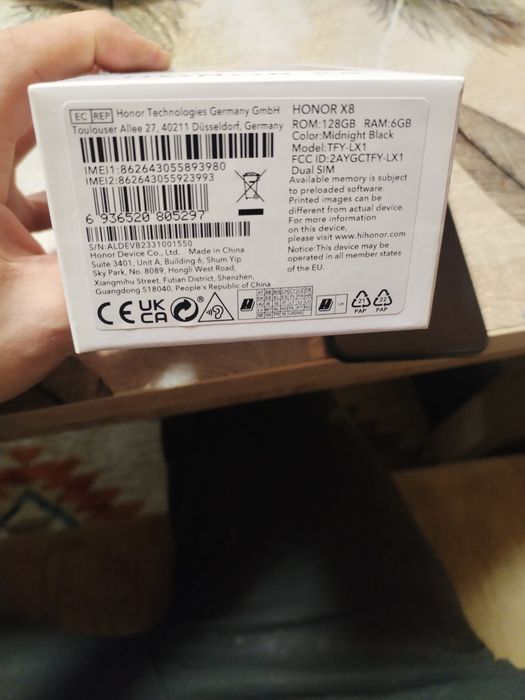 EC REP Honor Technologies Germany GmbH
Toulouser Allee 27, 40211 Düsseldorf, Germany
IMEI1:862643055893980
IMEI2:862643055923993
6 936520 805297
S/N:ALDEVB2331001550
Honor Device Co., Ltd. Made in China
Suite 3401, Unit A, Building 6, Shum Yip
Sky Park, No. 8089, Hongli West Road,
Xiangmihu Street, Futian District, Shenzhen,
Guangdong 518040, People's Republic of China
CE UK CA
HONOR X8
ROM:128GB RAM:6GB
Color:Midnight Black
Model:TFY-LX1
FCC ID:2AYGCTFY-LX1
Dual SIM
Available memory is subject
to preloaded software.
Printed images can be
different from actual device.
For more information
on this device,
please visit www.hihonor.com
Notice:This device may be
operated in all member states
of the EU.
UK
21 PAP
22 PAP